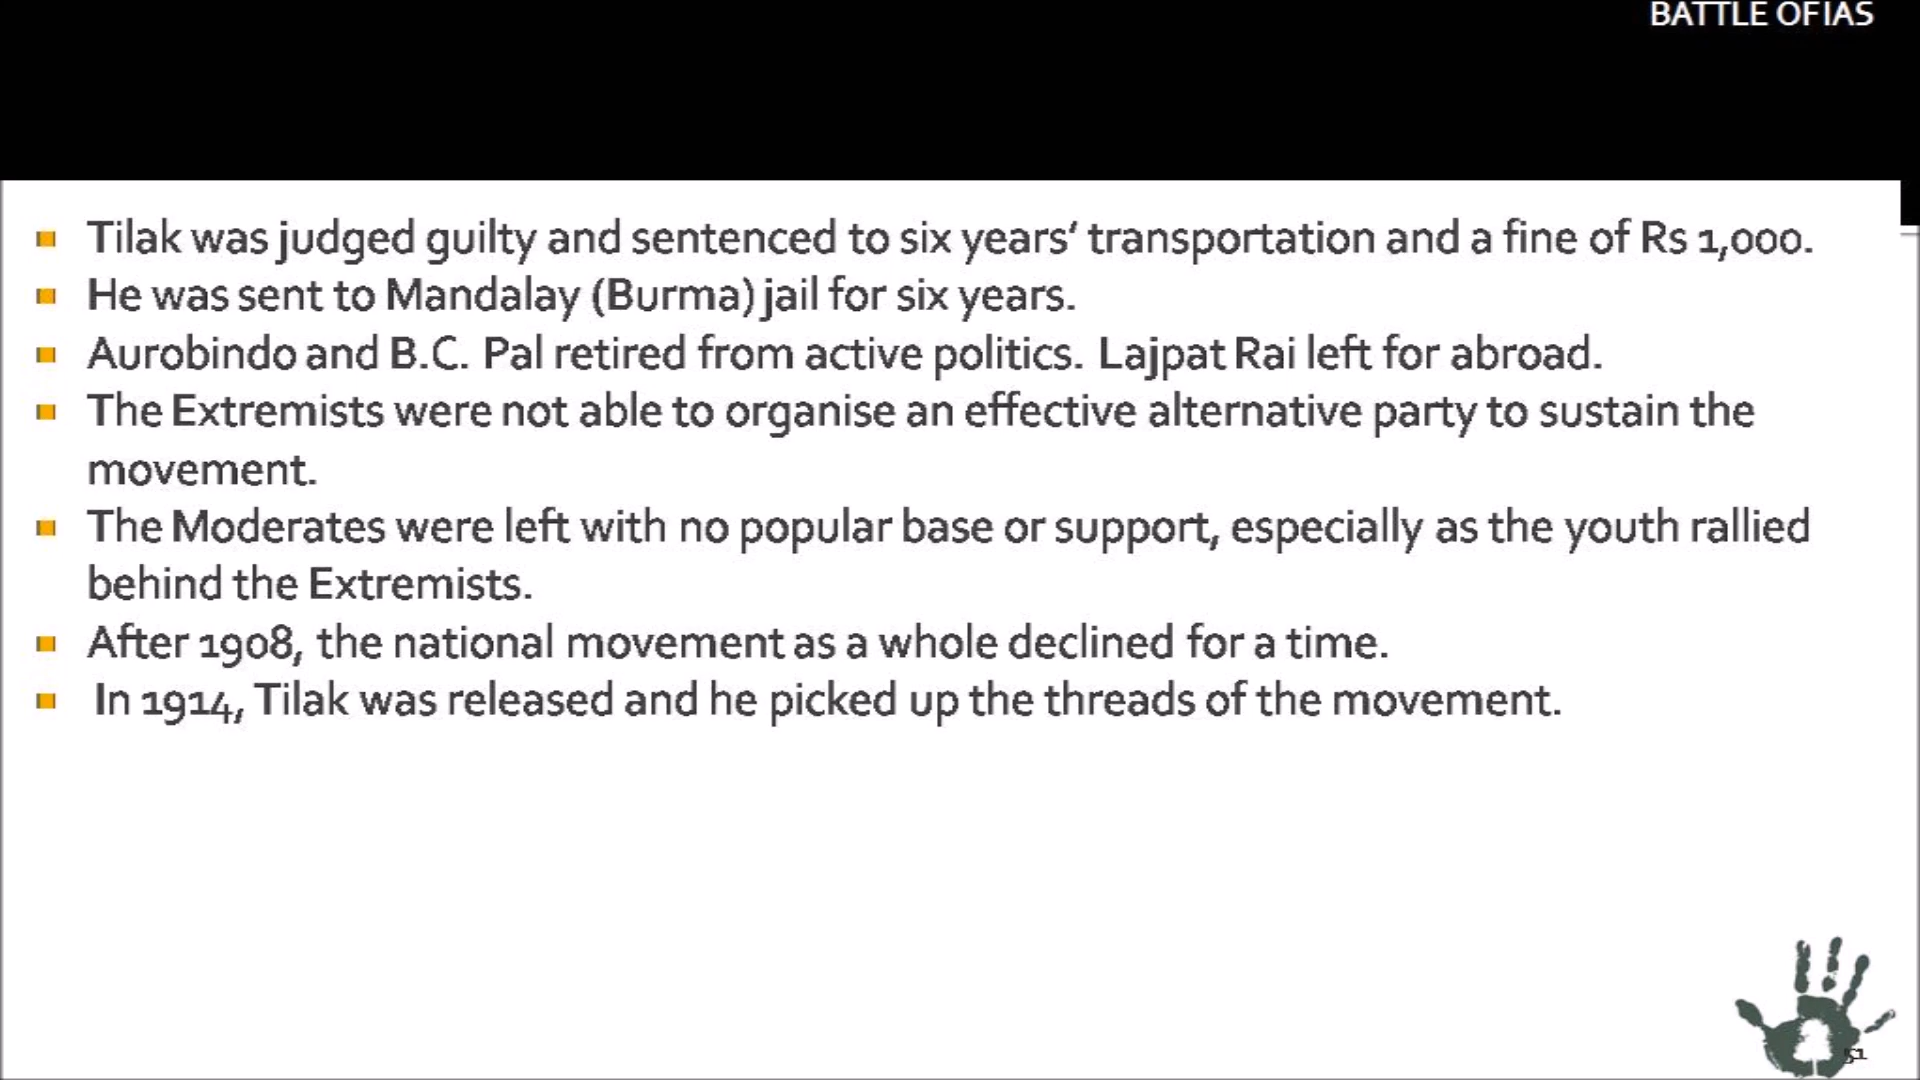 BATTLE OF IAS
Tilak was judged guilty and sentenced to six years' transportation and a fine of Rs 1,000.
He was sent to Mandalay (Burma) jail for six years.
Aurobindo and B.C. Pal retired from active politics. Lajpat Rai left for abroad.
The Extremists were not able to organise an effective alternative party to sustain the
movement.
The Moderates were left with no popular base or support, especially as the youth rallied
behind the Extremists.
After 1908, the national movement as a whole declined for a time.
In 1914, Tilak was released and he picked up the threads of the movement.
51